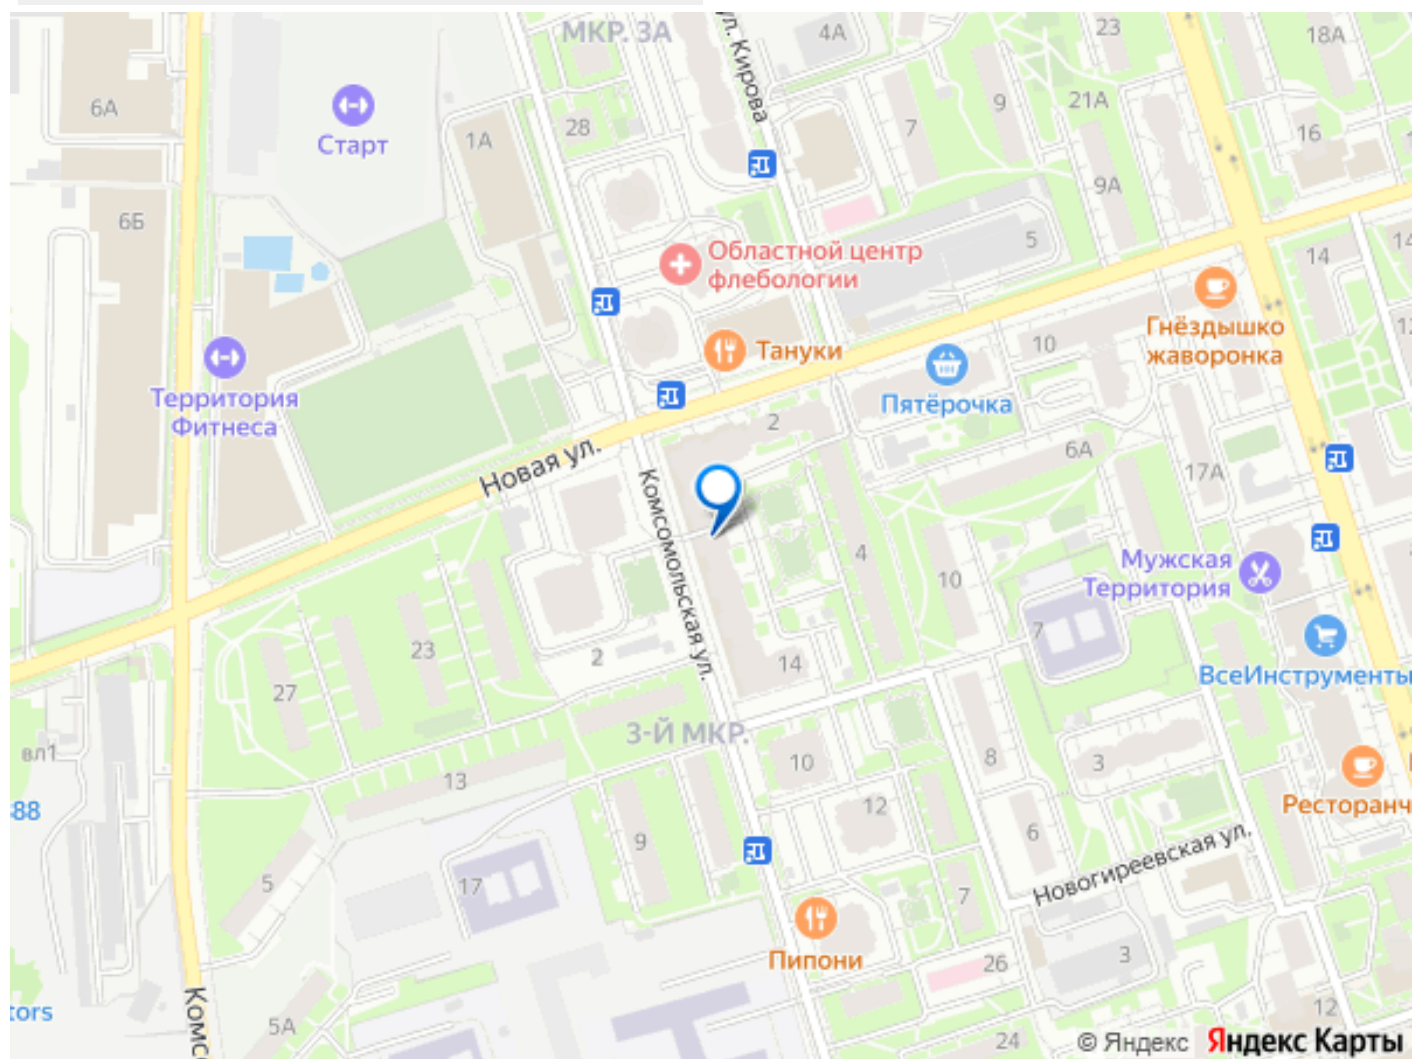 МКР. 3А
4А
23
18А
ул. Кирова
6А
Старт
1А
28
7
9
21А
16
9А
6Б
5
14
Областной центр
флебологии
Гнёздышко
жаворонка
10
Тануки
Территория
Фитнеса
Пятёрочка
2
Новая ул.
6А
17А
Комсомольская ул.
4
10
Мужская
Территория
7
23
2
14
27
ВсеИнструменты
3-Й МКР.
вл1
13
10
8
3
Ресторанч
88
12
9
6
Новогиреевская ул.
5
17
7
Пипони
26
3
Комсо
tors
5А
12
24
© Яндекс Яндекс Карты